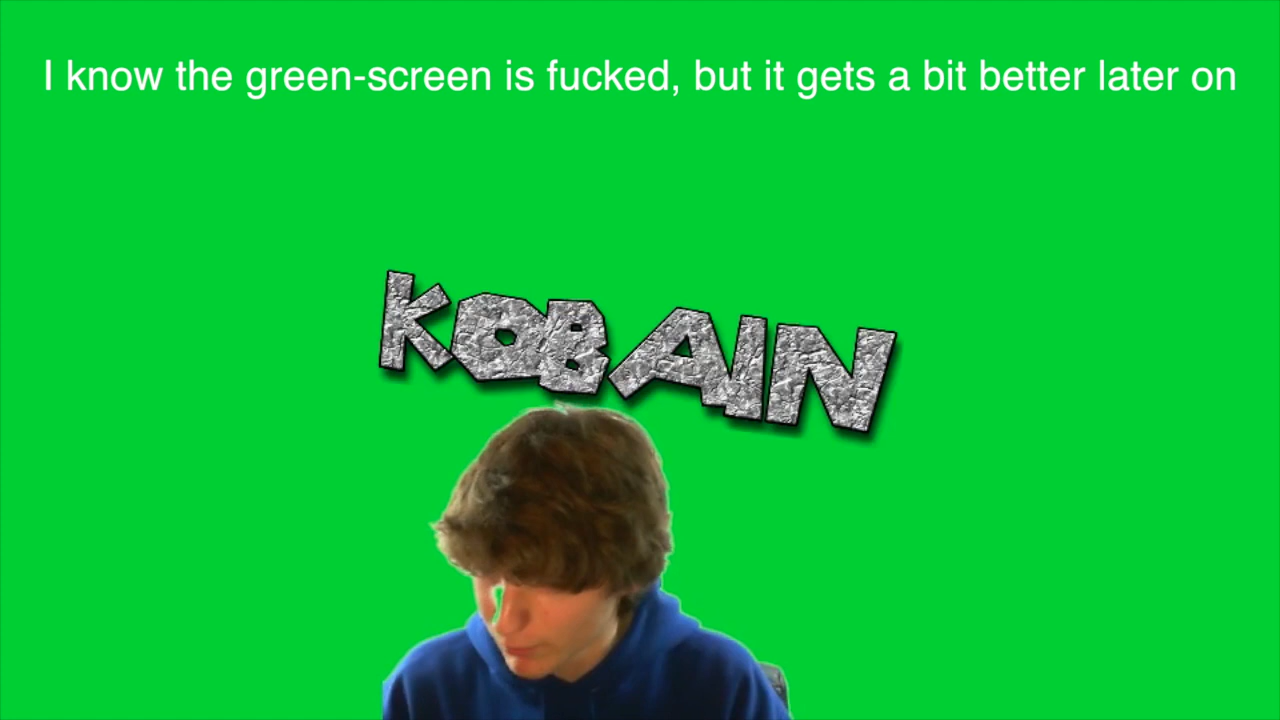 I know the green-screen is fucked, but it gets a bit better later on
KOBAIN